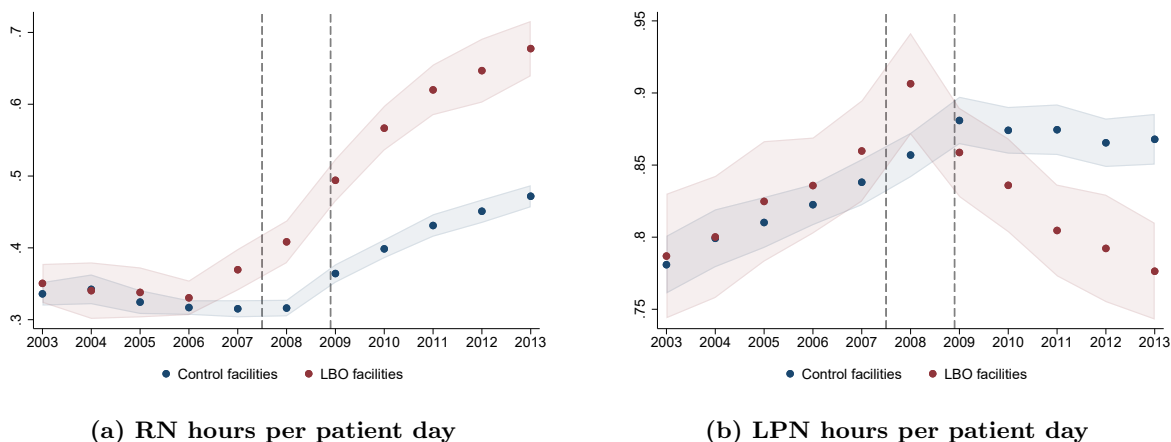 .7
.6
.5
.4
.3
2003 2004 2005 2006 2007 2008 2009 2010 2011 2012 2013
Control facilities LBO facilities
(a) RN hours per patient day
.95
.9
.85
.8
.75
2003 2004 2005 2006 2007 2008 2009 2010 2011 2012 2013
Control facilities LBO facilities
(b) LPN hours per patient day